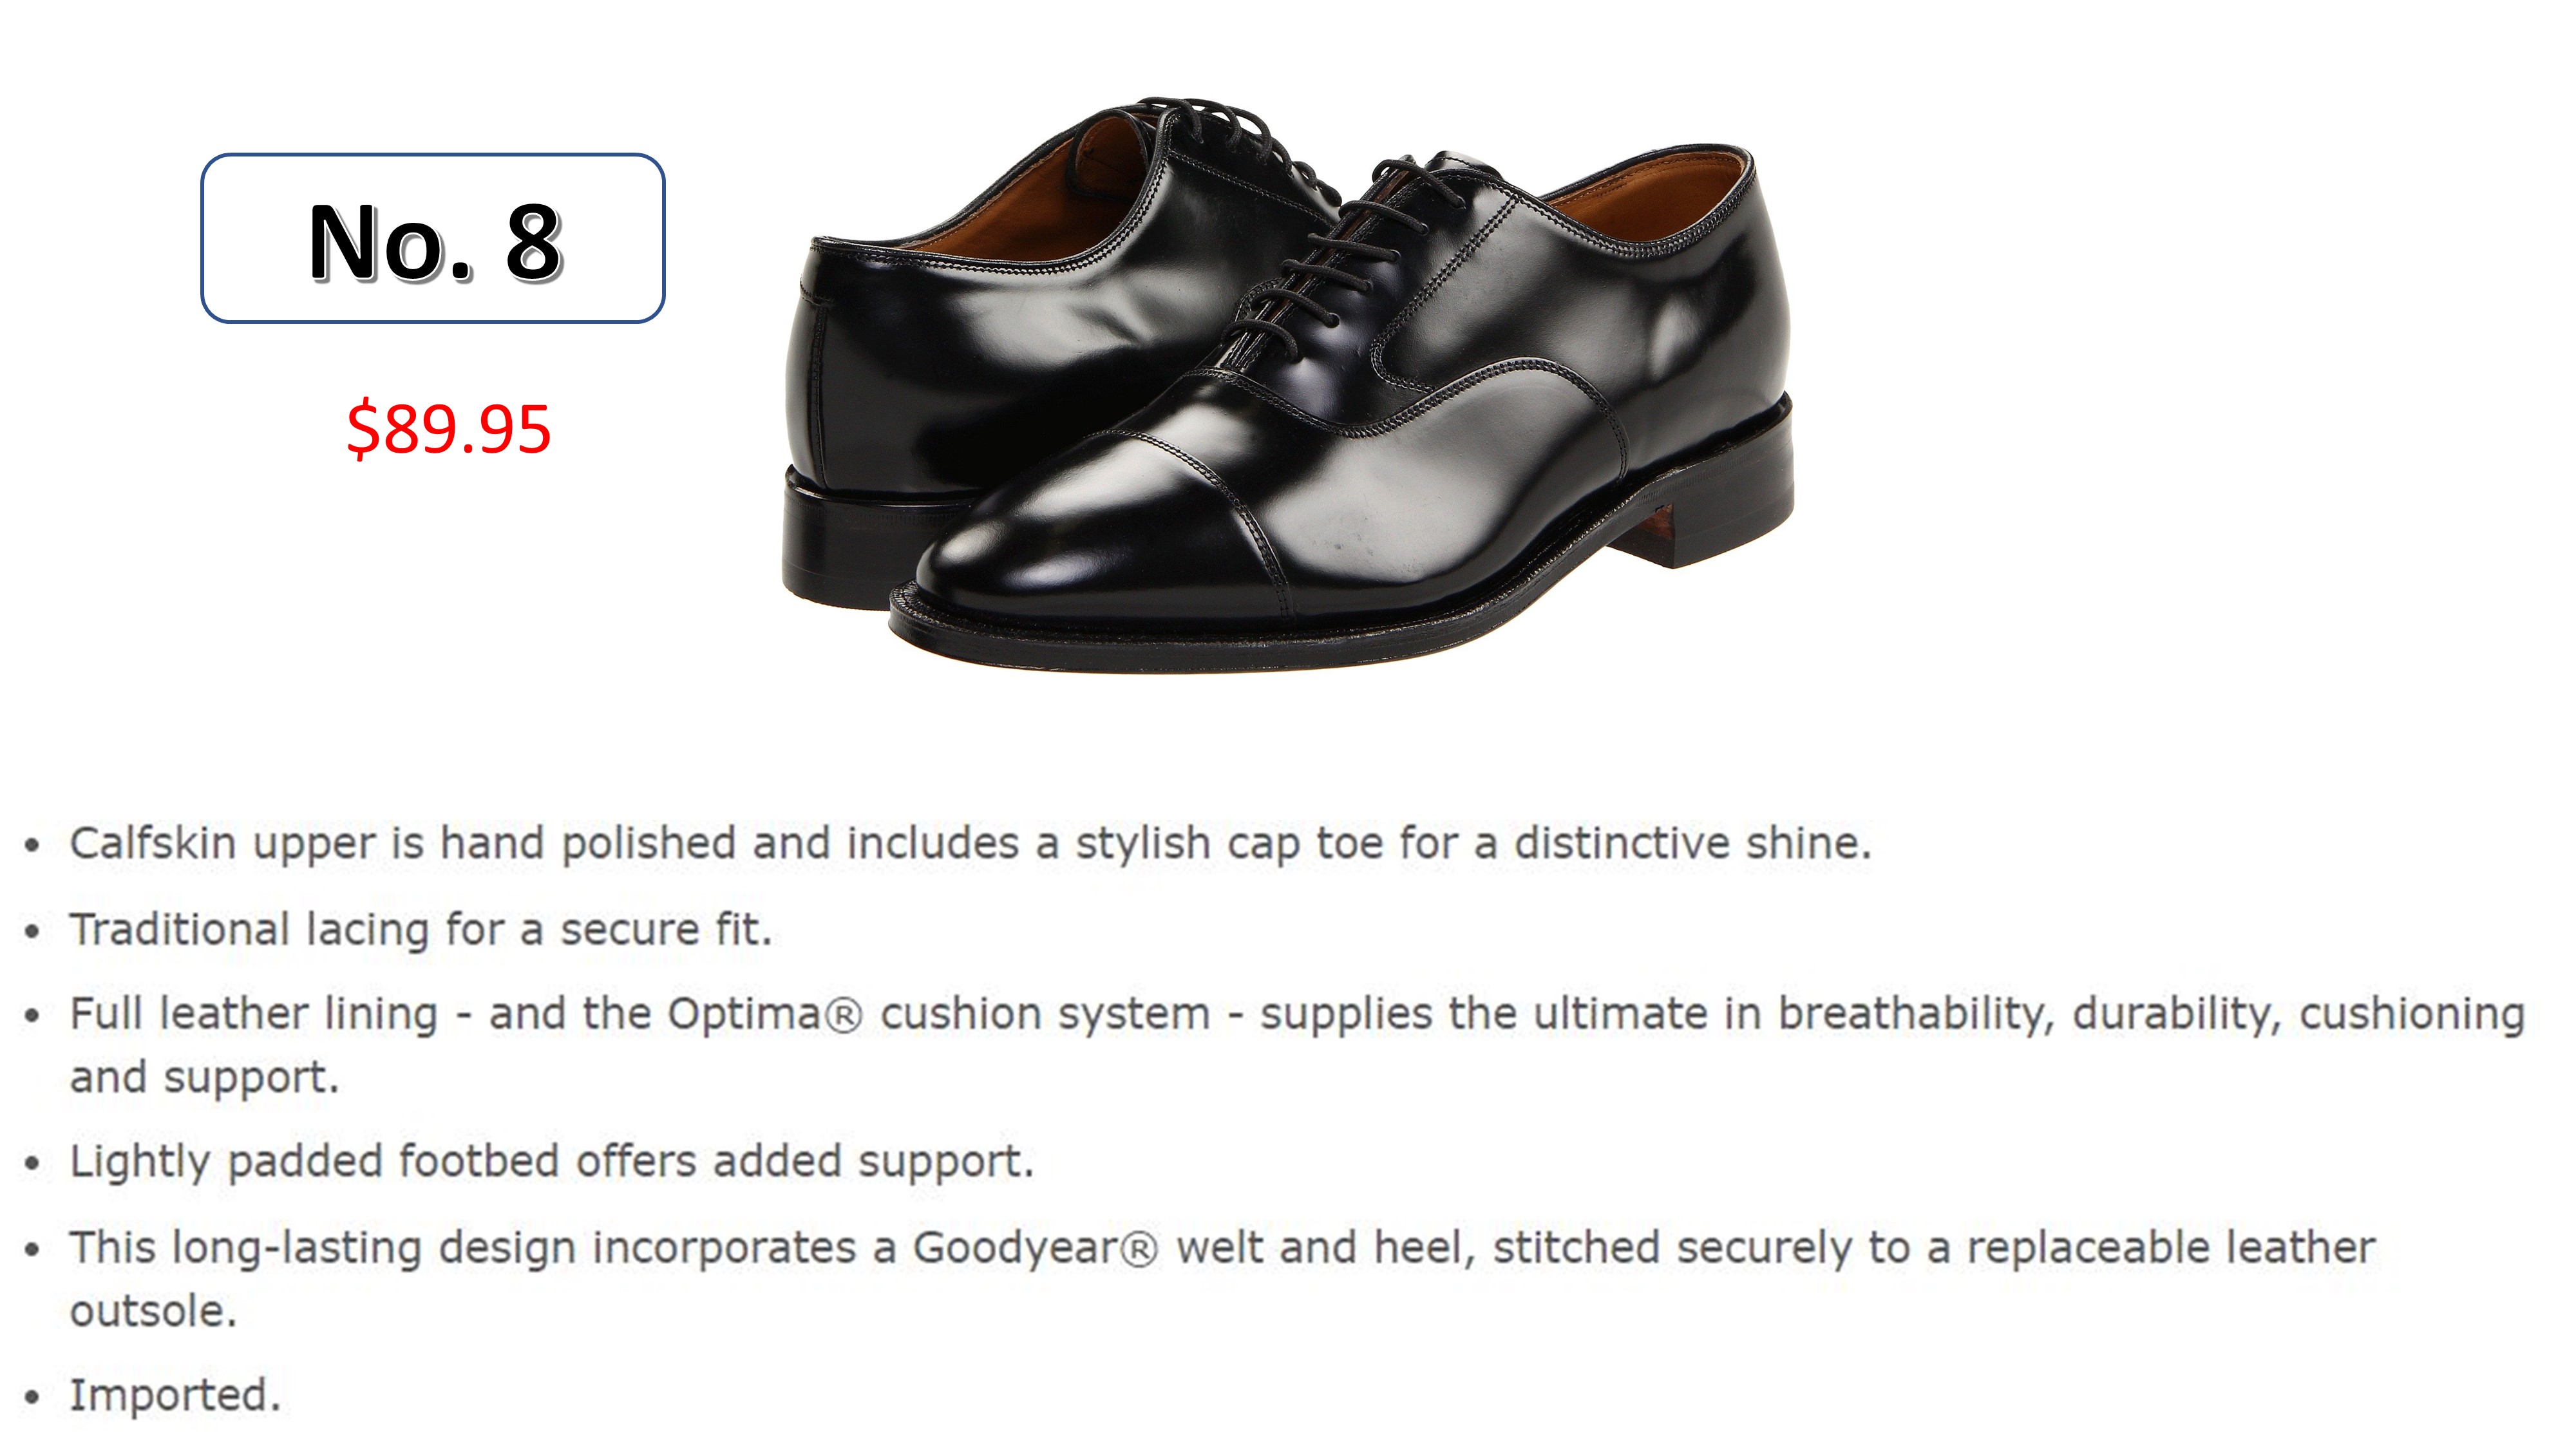 No. 8
$89.95
• Calfskin upper is hand polished and includes a stylish cap toe for a distinctive shine.
• Traditional lacing for a secure fit.
• Full leather lining - and the Optima® cushion system - supplies the ultimate in breathability, durability, cushioning
and support.
• Lightly padded footbed offers added support.
• This long-lasting design incorporates a Goodyear® welt and heel, stitched securely to a replaceable leather
outsole.
• Imported.